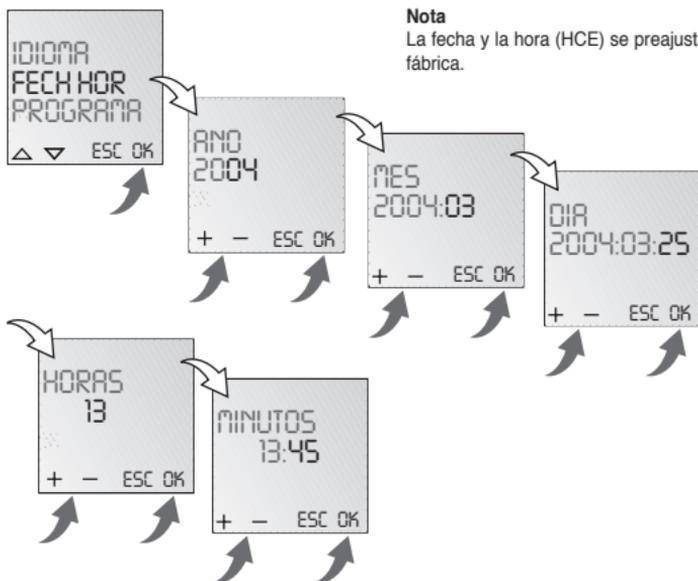 Nota
La fecha y la hora (HCE) se preajust
fábrica.
IDIOMA
FECH HOR
PROGRAMA
ESC OK
ANO
2004
+ − ESC OK
MES
2004:03
+ − ESC OK
DIA
2004:03:25
+ − ESC OK
HORAS
13
+ − ESC OK
MINUTOS
13:45
+ − ESC OK